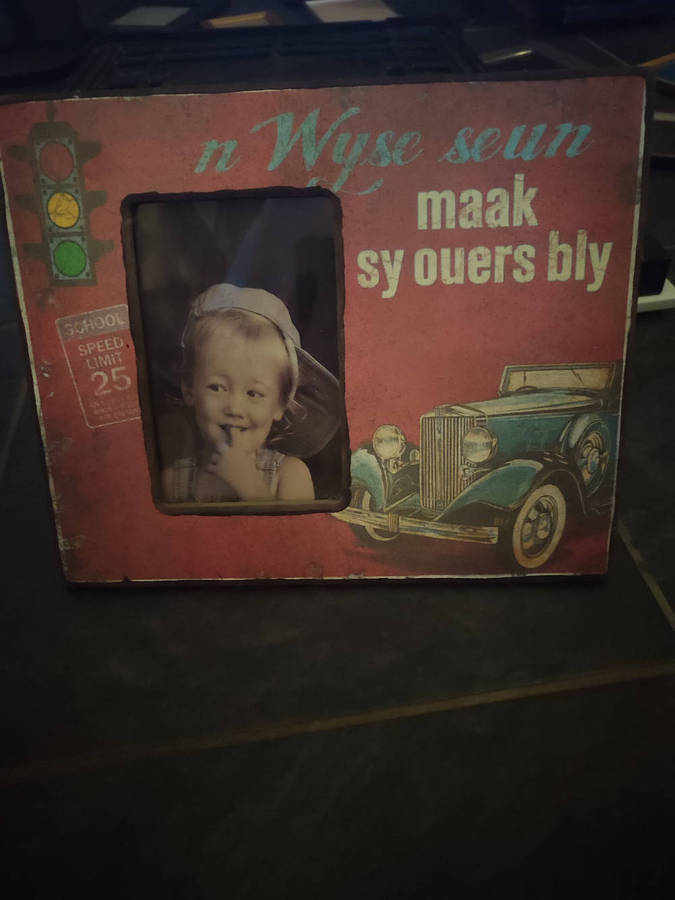 n Wyse seun
maak
sy ouers bly
SCHOOL
SPEED
LIMIT
25